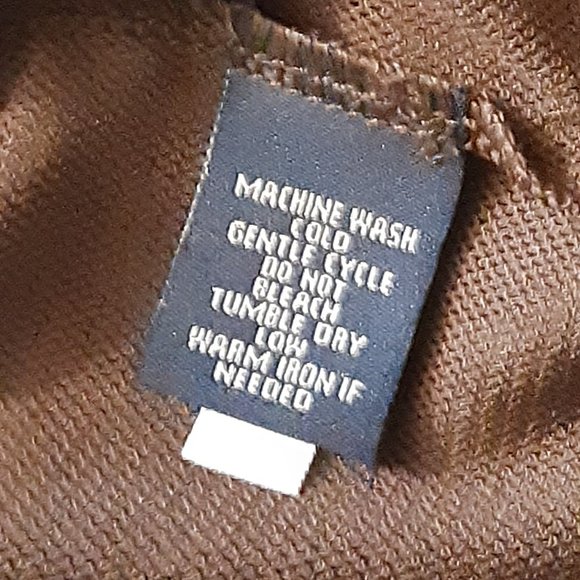 MACHINE WASH
COLD
GENTLE CYCLE
DO NOT
BLEACH
TUMBLE DRY
LOW
WARM IRON IF
NEEDED